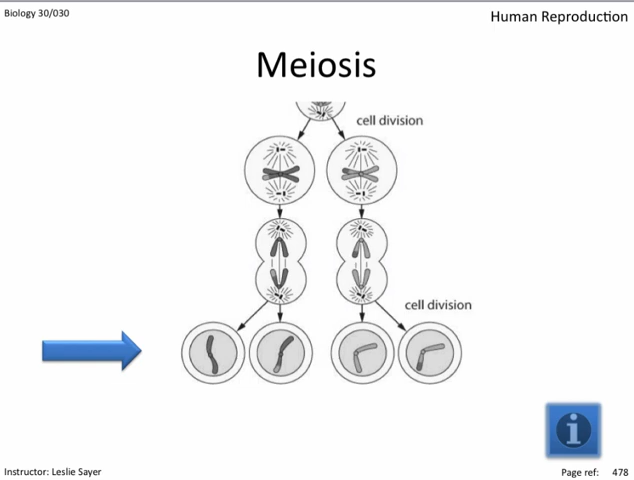 Biology 30/030
Human Reproduction
Meiosis
cell division
cell division
Instructor: Leslie Sayer
Page ref: 478